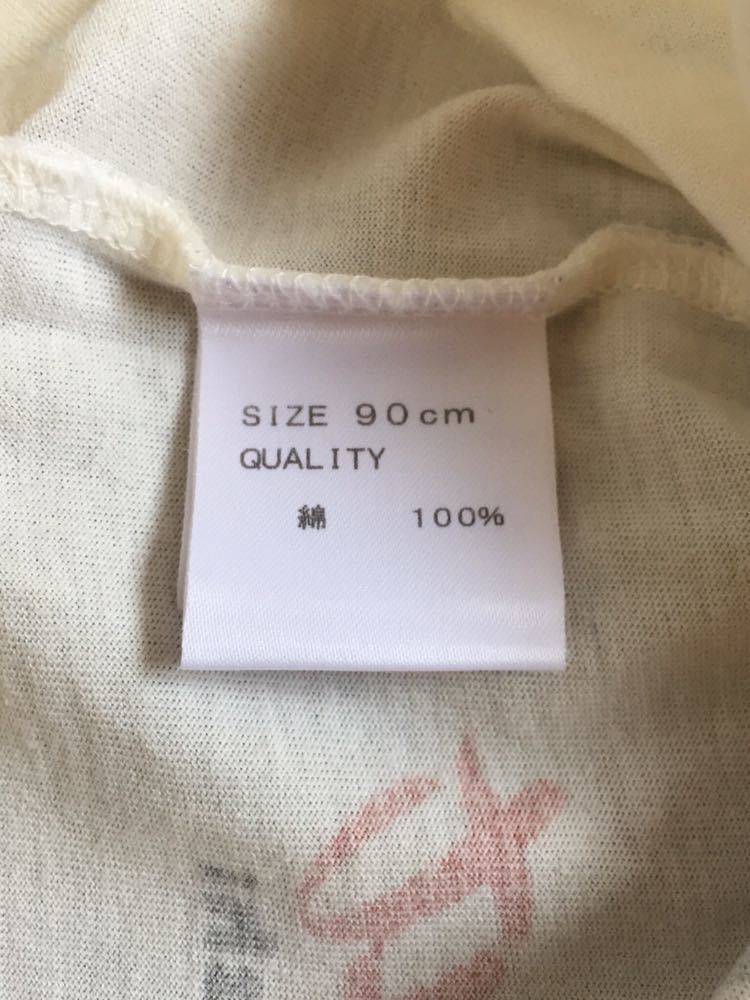 SIZE 90cm
QUALITY
綿 100%